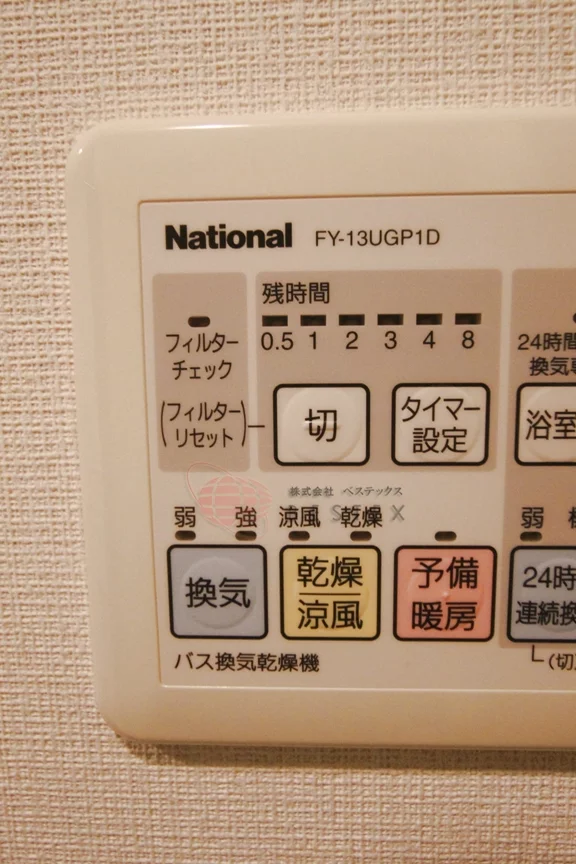 National FY-13UGP1D
残時間
0.5 1 2 3 4 8
フィルター
チェック
(フィルター
リセット)
切
タイマー
設定
24時間
換気
浴室
株式会社 ベステックス
弱 強 涼風 乾燥
弱
換気
乾燥
涼風
予備
暖房
24時
連続換
バス換気乾燥機
(切